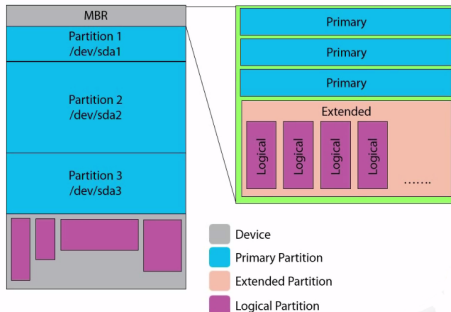 MBR
Partition 1
/dev/sda1
Partition 2
/dev/sda2
Partition 3
/dev/sda3
Primary
Primary
Primary
Extended
Logical
Logical
Logical
Logical
.......
Device
Primary Partition
Extended Partition
Logical Partition